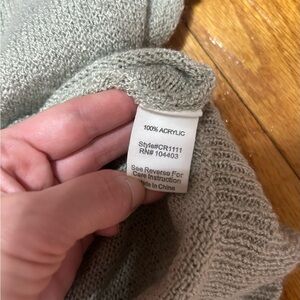 100% ACRYLIC
Style#CR1111
RN# 104403
See Reverse For
Care Instruction
Made in China